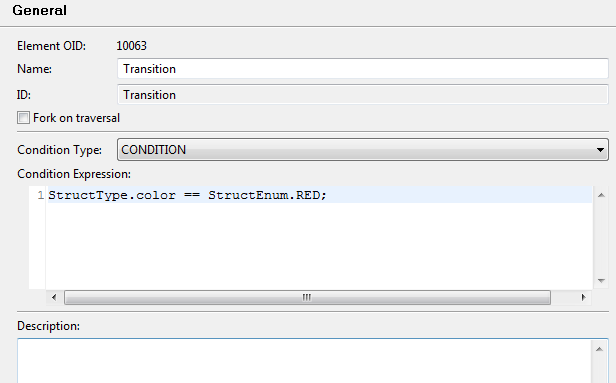 General
Element OID: 10063
Name: Transition
ID: Transition
Fork on traversal
Condition Type: CONDITION
Condition Expression:
1 StructType.color == StructEnum.RED;
Description: